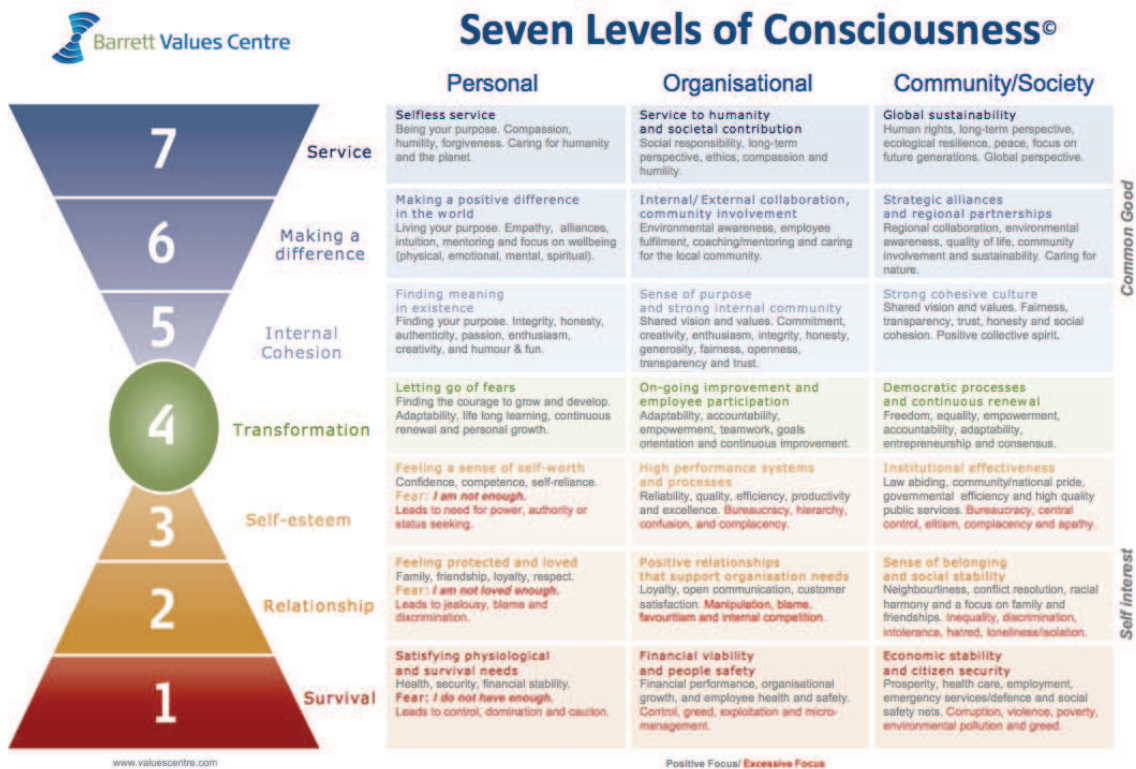 Barrett Values Centre
Seven Levels of Consciousness©
Personal
Organisational
Community/Society
7
Service
Selfless service
Being your purpose. Compassion,
humility, forgiveness. Caring for humanity
and the planet.
Service to humanity
and societal contribution
Social responsibility, long-term
perspective, ethics, compassion and
humility.
Global sustainability
Human rights, long-term perspective,
ecological resilience, peace, focus on
future generations. Global perspective.
6
Making a
difference
Making a positive difference
in the world
Living your purpose. Empathy, alliances,
intuition, mentoring and focus on wellbeing
(physical, emotional, mental, spiritual).
Internal/External collaboration,
community involvement
Environmental awareness, employee
fulfilment, coaching/mentoring and caring
for the local community.
Strategic alliances
and regional partnerships
Regional collaboration, environmental
awareness, quality of life, community
involvement and sustainability. Caring for
nature.
Common Good
5
Internal
Cohesion
Finding meaning
in existence
Finding your purpose. Integrity, honesty,
authenticity, passion, enthusiasm,
creativity, and humour & fun.
Sense of purpose
and strong internal community
Shared vision and values. Commitment,
creativity, enthusiasm, integrity, honesty,
generosity, fairness, openness,
transparency and trust.
Strong cohesive culture
Shared vision and values. Fairness,
transparency, trust, honesty and social
cohesion. Positive collective spirit.
4
Transformation
Letting go of fears
Finding the courage to grow and develop.
Adaptability, life long learning, continuous
renewal and personal growth.
On-going improvement and
employee participation
Adaptability, accountability,
empowerment, teamwork, goals
orientation and continuous improvement.
Democratic processes
and continuous renewal
Freedom, equality, empowerment,
accountability, adaptability,
entrepreneurship and consensus.
3
Self-esteem
Feeling a sense of self-worth
Confidence, competence, self-reliance.
Fear: I am not enough.
Leads to need for power, authority or
status seeking.
High performance systems
and processes
Reliability, quality, efficiency, productivity
and excellence. Bureaucracy, hierarchy,
confusion, and complacency.
Institutional effectiveness
Law abiding, community/national pride,
governmental efficiency and high quality
public services. Bureaucracy, central
control, elitism, complacency and apathy.
2
Relationship
Feeling protected and loved
Family, friendship, loyalty, respect.
Fear: I am not loved enough.
Leads to jealousy, blame and
discrimination.
Positive relationships
that support organisation needs
Loyalty, open communication, customer
satisfaction. Manipulation, blame,
favouritism and internal competition.
Sense of belonging
and social stability
Neighbourliness, conflict resolution, racial
harmony and a focus on family and
friendships. Inequality, discrimination,
intolerance, hatred, loneliness/isolation.
Self interest
1
Survival
Satisfying physiological
and survival needs
Health, security, financial stability.
Fear: I do not have enough.
Leads to control, domination and caution.
Financial viability
and people safety
Financial performance, organisational
growth, and employee health and safety.
Control, greed, exploitation and micro-
management.
Economic stability
and citizen security
Prosperity, health care, employment,
emergency services/defence and social
safety nets. Corruption, violence, poverty,
environmental pollution and greed.
www.valuescentre.com
Positive Focus/ Excessive Focus